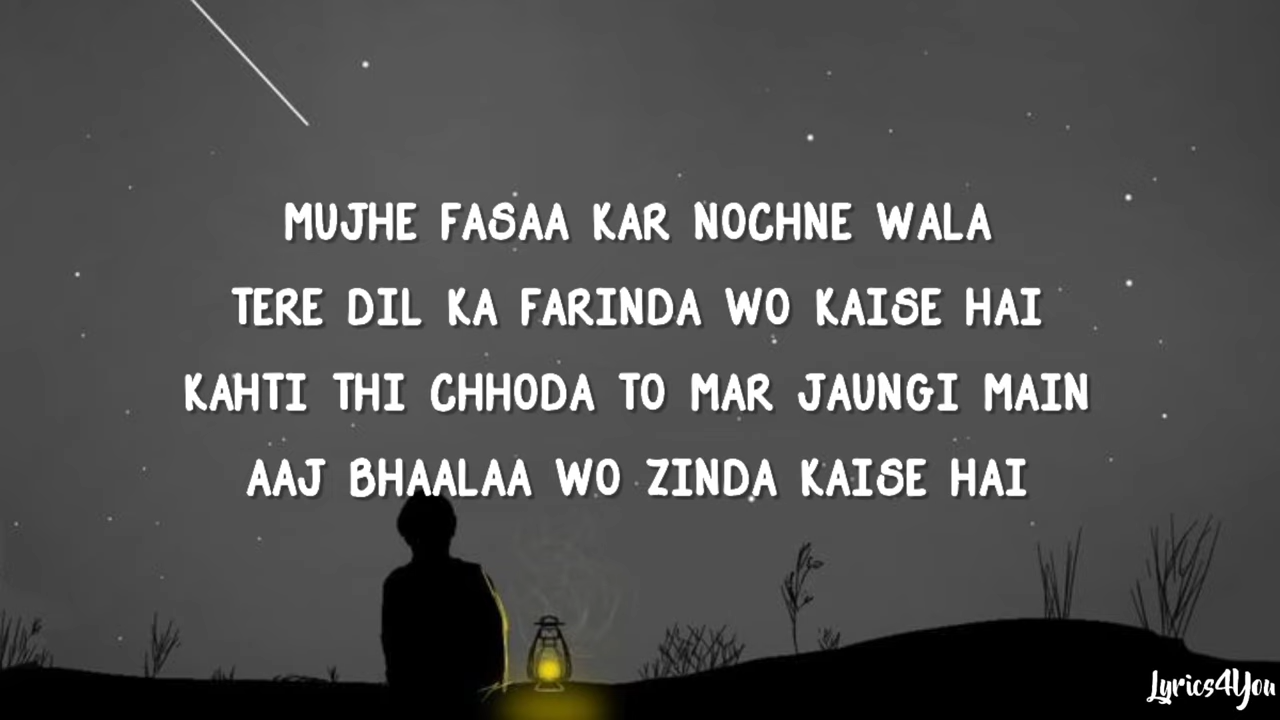 MUJHE FASAA KAR NOCHNE WALA
TERE DIL KA FARINDA WO KAISE HAI
KAHTI THI CHHODA TO MAR JAUNGI MAIN
AAJ BHAALAA WO ZINDA KAISE HAI
Lyrics4You